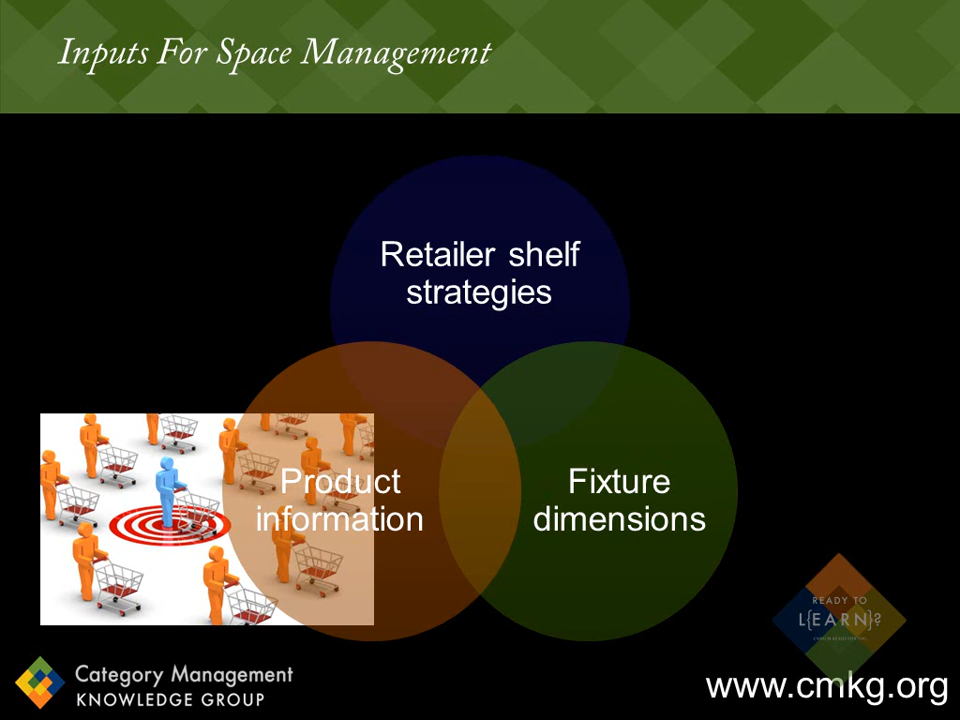 Inputs For Space Management
Retailer shelf
strategies
Product
information
Fixture
dimensions
READY TO
L{EARN}?
Category Management
KNOWLEDGE GROUP
www.cmkg.org